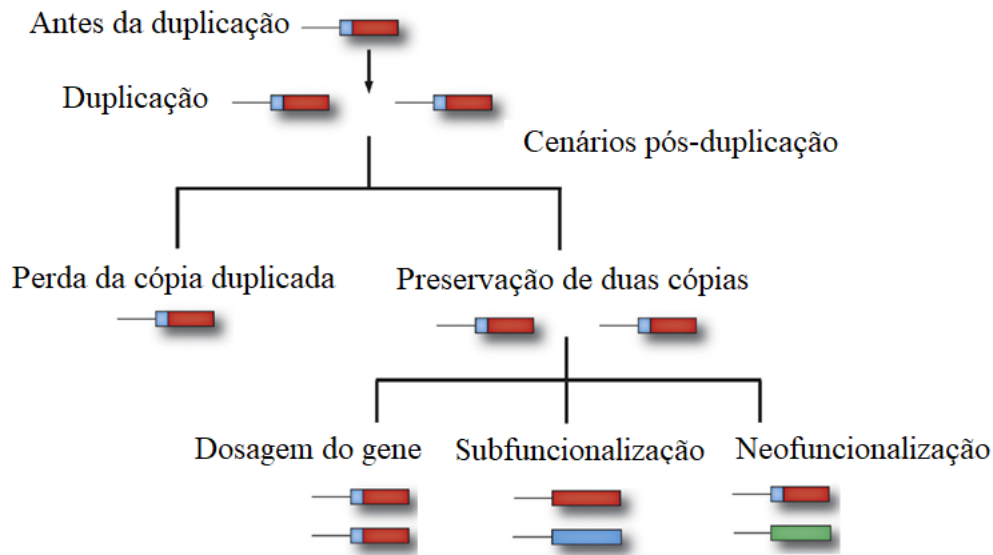 Antes da duplicação
Duplicação
Cenários pós-duplicação
Perda da cópia duplicada
Preservação de duas cópias
Dosagem do gene
Subfuncionalização
Neofuncionalização